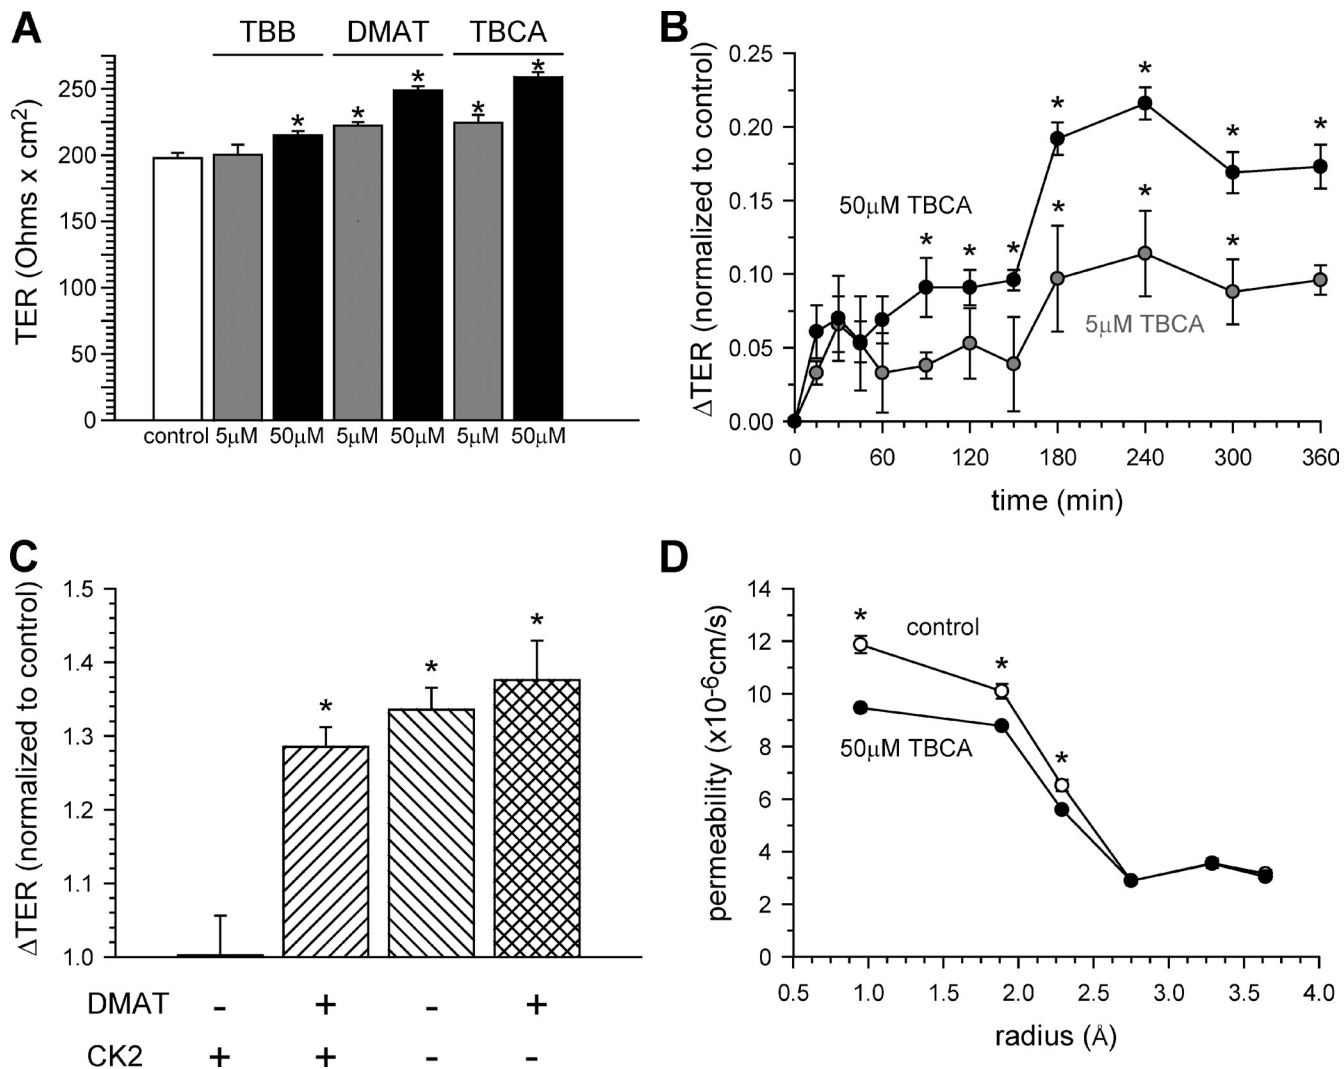 A
TBB DMAT TBCA
* * * * *
TER (Ohms x cm2)
250
200
150
100
50
0
control 5μM 50μM 5μM 50μM 5μM 50μM
B
ΔTER (normalized to control)
0.25
0.20
0.15
0.10
0.05
0.00
50μM TBCA
5μM TBCA
* * * * * * *
* * *
0 60 120 180 240 300 360
time (min)
C
ΔTER (normalized to control)
1.5
1.4
1.3
1.2
1.1
1.0
* * *
DMAT - + - +
CK2 + + - -
D
permeability (x10-6cm/s)
14
12
10
8
6
4
2
0
* * *
control
50μM TBCA
0.5 1.0 1.5 2.0 2.5 3.0 3.5 4.0
radius (Å)